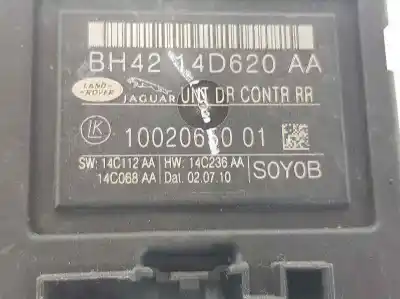 BH42 14D620 AA
LAND ROVER JAGUAR UNT DR CONTR RR
LK 10020650 01
SW: 14C112 AA HW: 14C236 AA
14C068 AA Dat. 02.07.10 S0Y0B